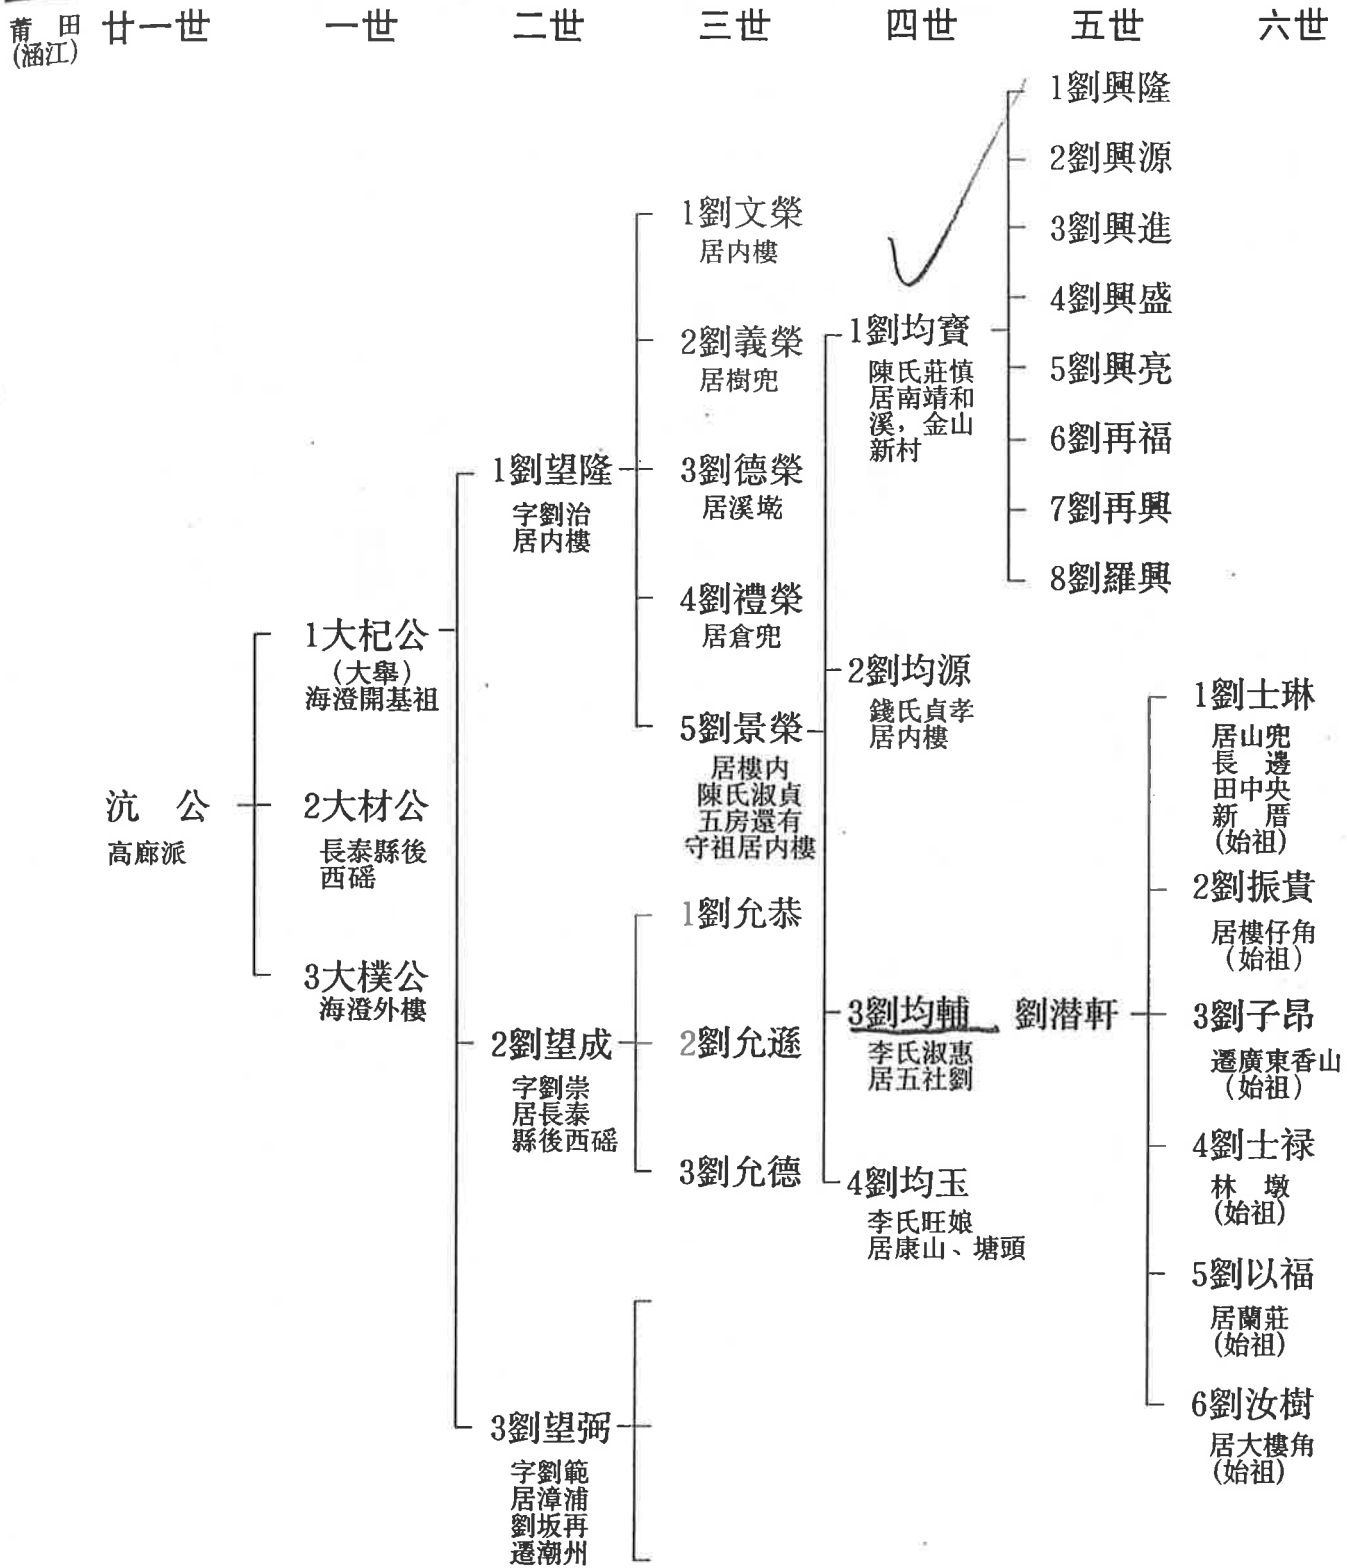 莆田 廿一世 一世 二世 三世 四世 五世 六世
(涵江)
沆 公
高廊派
1大杞公
(大舉)
海澄開基祖
2大材公
長泰縣後
西磘
3大樸公
海澄外樓
1劉望隆
字劉治
居内樓
2劉望成
字劉崇
居長泰
縣後西磘
3劉望弼
字劉範
居漳浦
劉坂再
遷潮州
1劉文榮
居内樓
2劉義榮
居樹兜
3劉德榮
居溪墘
4劉禮榮
居倉兜
5劉景榮
居樓内
陳氏淑貞
五房還有
守祖居内樓
1劉允恭
2劉允遜
3劉允德
1劉均寶
陳氏莊慎
居南靖和
溪，金山
新村
2劉均源
錢氏貞孝
居内樓
3劉均輔
李氏淑惠
居五社劉
4劉均玉
李氏旺娘
居康山、塘頭
1劉興隆
2劉興源
3劉興進
4劉興盛
5劉興亮
6劉再福
7劉再興
8劉羅興
劉潜軒
1劉士琳
居山兜
長 邊
田中央
新 厝
(始祖)
2劉振貴
居樓仔角
(始祖)
3劉子昂
遷廣東香山
(始祖)
4劉士禄
林 墩
(始祖)
5劉以福
居蘭莊
(始祖)
6劉汝樹
居大樓角
(始祖)